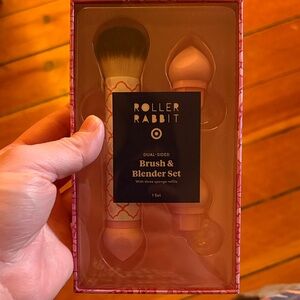 ROLLER
RABBIT
DUAL-SIDED
Brush &
Blender Set
With three sponge refills
1 Set